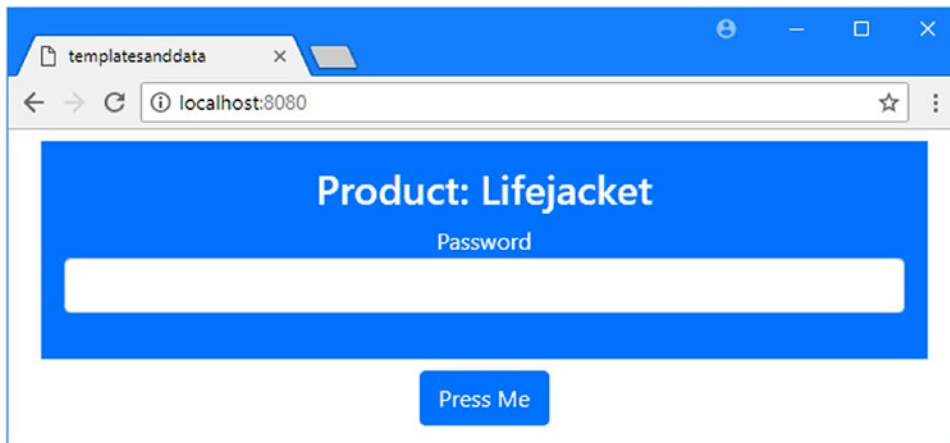 templatesanddata
localhost:8080
Product: Lifejacket
Password
Press Me